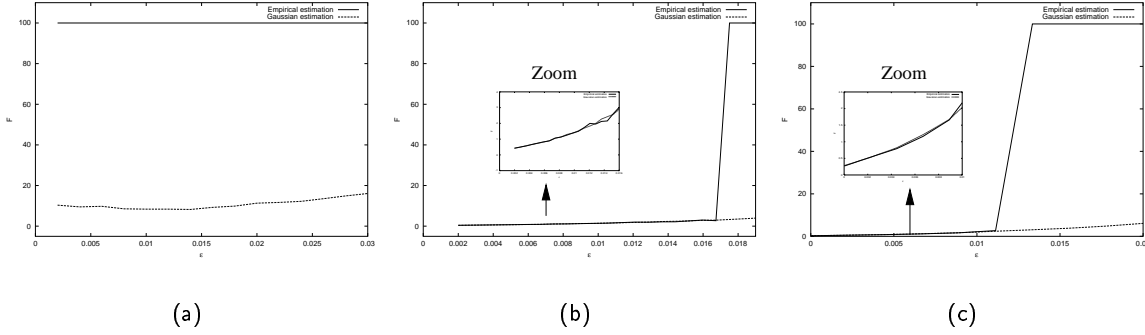 Empirical estimation
Gaussian estimation
100
80
60
40
20
0
F
0
0.005
0.01
0.015
0.02
0.025
0.03
ε
(a)
Empirical estimation
Gaussian estimation
100
80
60
40
20
0
F
Zoom
0
0.002
0.004
0.006
0.008
0.01
0.012
0.014
0.016
0.018
ε
(b)
Empirical estimation
Gaussian estimation
100
80
60
40
20
0
F
Zoom
0
0.005
0.01
0.015
ε
(c)